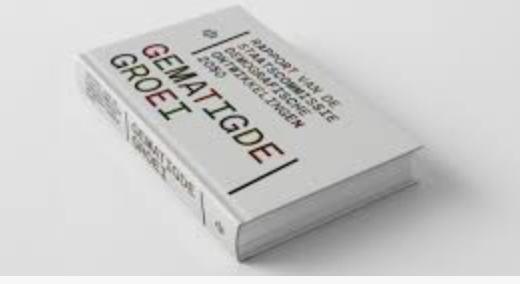 GEMATIGDE
GROEI
RAPPORT VAN DE
STAATSCOMMISSIE
DEMOGRAFISCHE
ONTWIKKELINGEN
2050
GEMATIGDE
GROEI